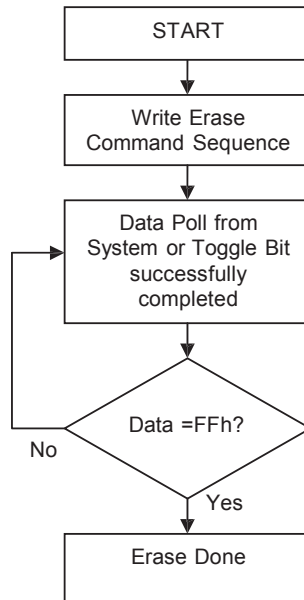 START
Write Erase
Command Sequence
Data Poll from
System or Toggle Bit
successfully
completed
Data =FFh?
No
Yes
Erase Done